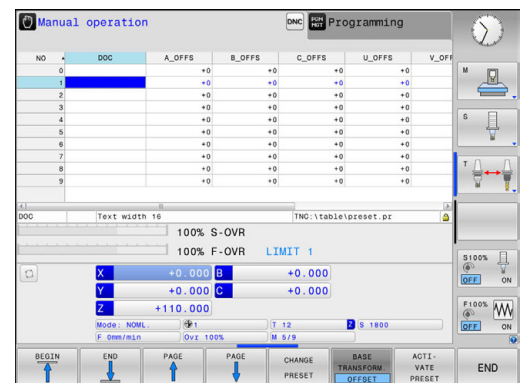 Manual operation DNC PGM MGT Programming
NO DOC A_OFFS B_OFFS C_OFFS U_OFFS V_OFF
0 +0 +0 +0 +0
1 +0 +0 +0 +0
2 +0 +0 +0 +0
3 +0 +0 +0 +0
4 +0 +0 +0 +0
5 +0 +0 +0 +0
6 +0 +0 +0 +0
7 +0 +0 +0 +0
8 +0 +0 +0 +0
9 +0 +0 +0 +0
DOC Text width 16 TNC:\table\preset.pr
100% S-OVR
100% F-OVR LIMIT 1
X +0.000 B +0.000
Y +0.000 C +0.000
Z +110.000
Mode: NOML. 1 T 12 Z S 1800
F 0mm/min Ovr 100% M 5/9
M
S
T
S100%
OFF ON
F100%
OFF ON
BEGIN
END
PAGE
PAGE
CHANGE
PRESET
BASE
TRANSFORM.
OFFSET
ACTI-
VATE
PRESET
END